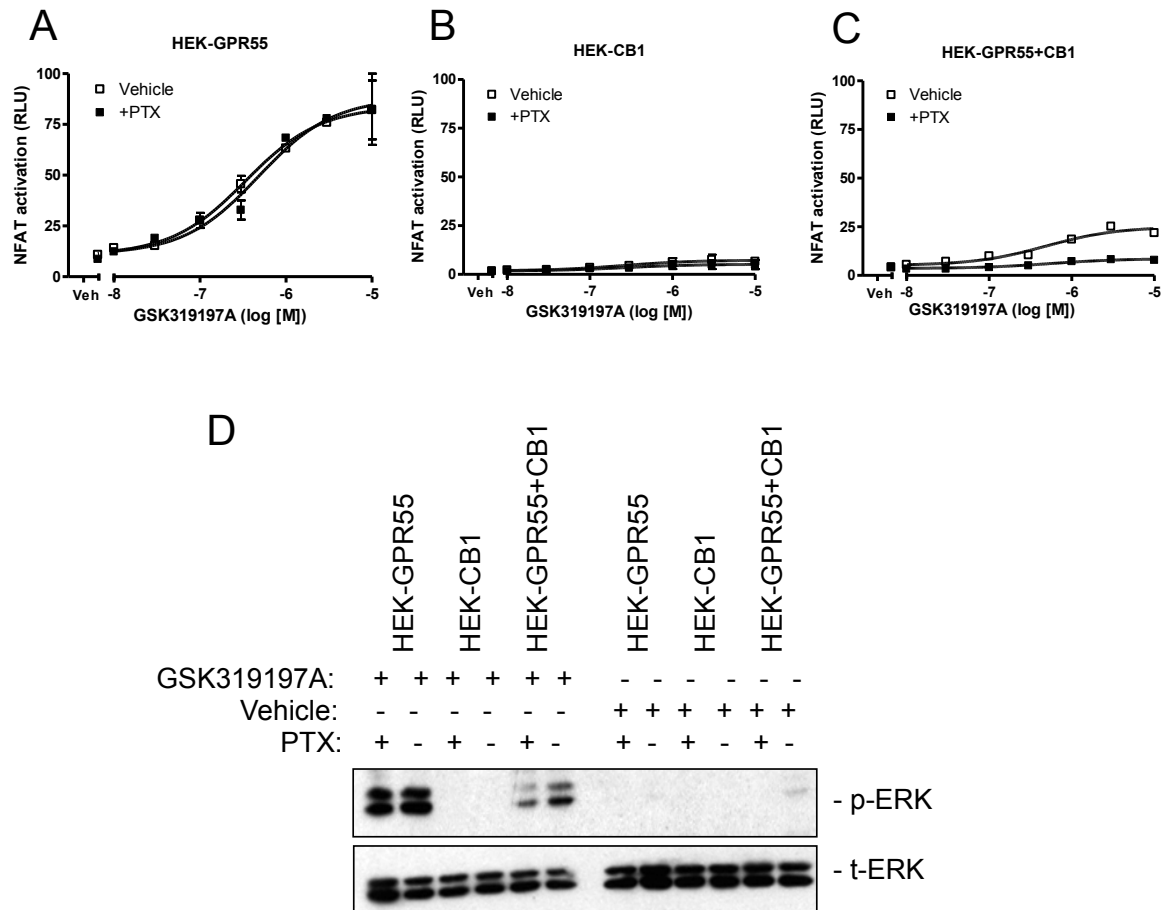 A
HEK-GPR55
NFAT activation (RLU)
100
75
50
25
0
Vehicle
+PTX
Veh -8 -7 -6 -5
GSK319197A (log [M])
B
HEK-CB1
NFAT activation (RLU)
100
75
50
25
0
Vehicle
+PTX
Veh -8 -7 -6 -5
GSK319197A (log [M])
C
HEK-GPR55+CB1
NFAT activation (RLU)
100
75
50
25
0
Vehicle
+PTX
Veh -8 -7 -6 -5
GSK319197A (log [M])
D
HEK-GPR55
HEK-CB1
HEK-GPR55+CB1
HEK-GPR55
HEK-CB1
HEK-GPR55+CB1
GSK319197A: + + + + + + - - - - - -
Vehicle: - - - - - - + + + + + +
PTX: + - + - + - + - + - + -
- p-ERK
- t-ERK